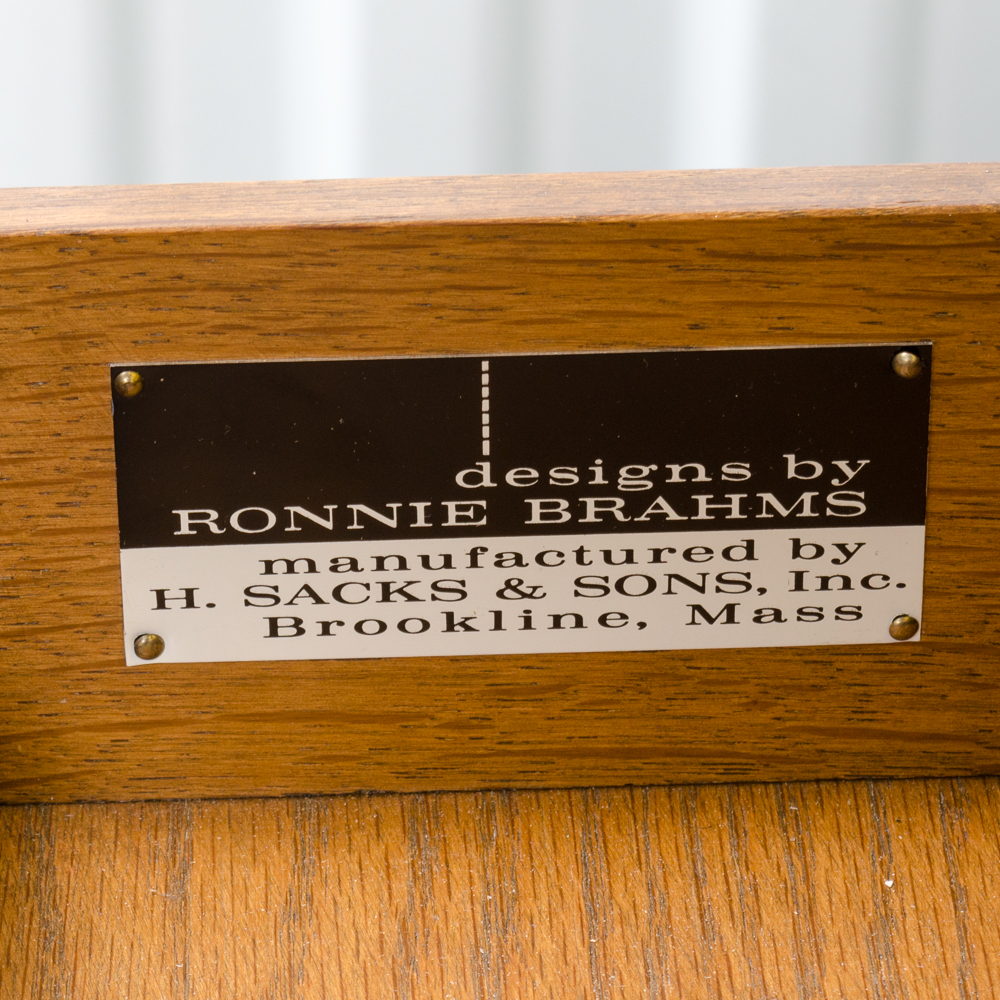 designs by
RONNIE BRAHMS
manufactured by
H. SACKS & SONS, Inc.
Brookline, Mass